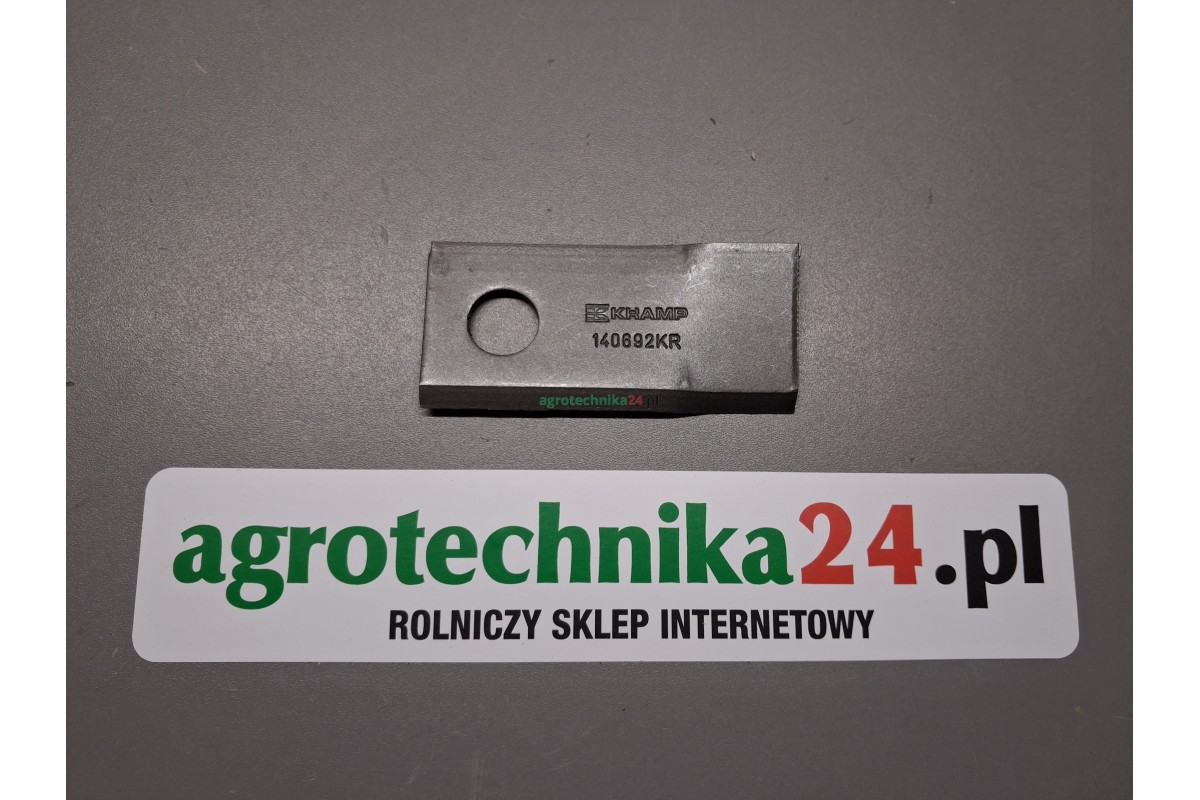 KRAMP
140692KR
agrotechnika24.pl
agrotechnika24.pl
ROLNICZY SKLEP INTERNETOWY